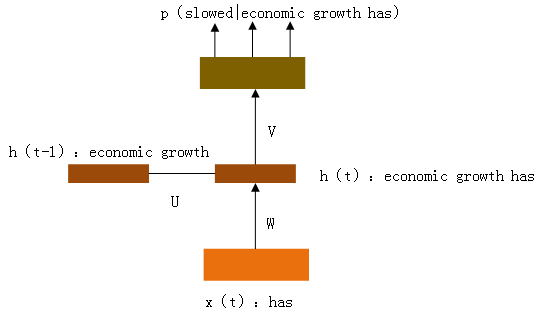 p (slowed|economic growth has)
V
h (t-1) : economic growth
h (t) : economic growth has
U
W
x (t) : has